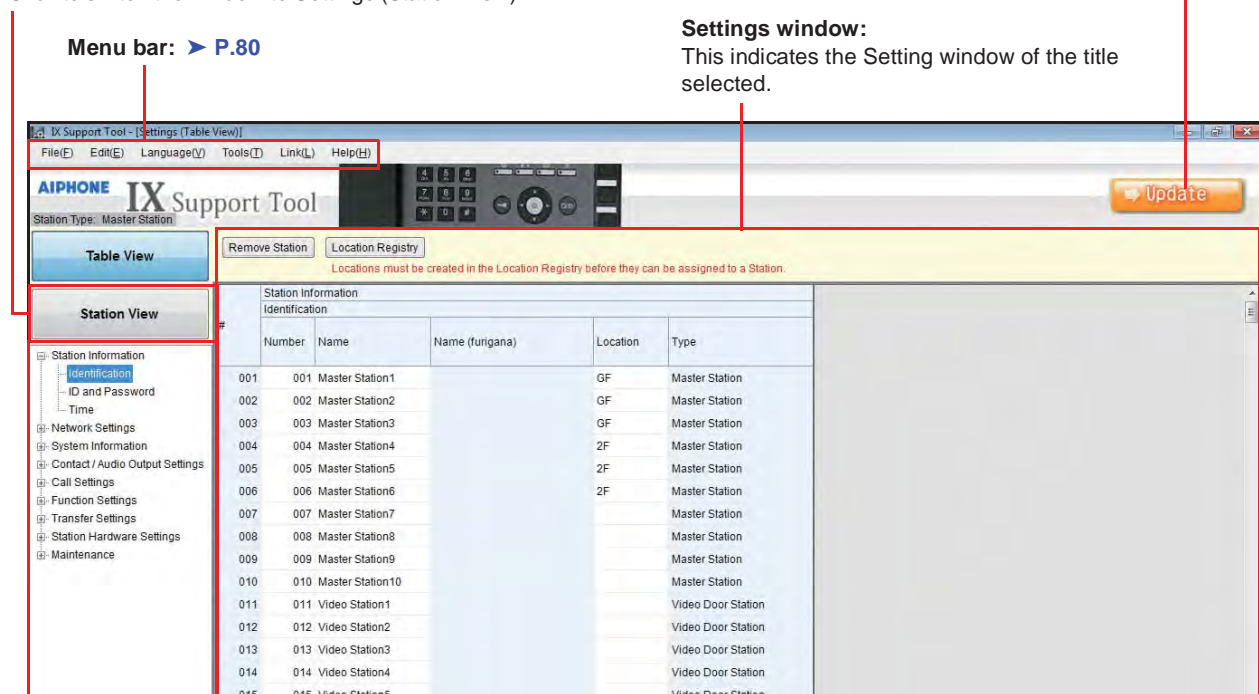 Menu bar: ➤ P.80
Settings window:
This indicates the Setting window of the title
selected.
IX Support Tool - [Settings (Table View)]
File(F) Edit(E) Language(V) Tools(T) Link(L) Help(H)
AIPHONE IX Support Tool
Station Type: Master Station
Update
Table View
Station View
Remove Station Location Registry
Locations must be created in the Location Registry before they can be assigned to a Station.
Station Information
Identification
ID and Password
Time
Network Settings
System Information
Contact / Audio Output Settings
Call Settings
Function Settings
Transfer Settings
Station Hardware Settings
Maintenance
Station Information
Identification
# Number Name Name (furigana) Location Type
001 001 Master Station1 GF Master Station
002 002 Master Station2 GF Master Station
003 003 Master Station3 GF Master Station
004 004 Master Station4 2F Master Station
005 005 Master Station5 2F Master Station
006 006 Master Station6 2F Master Station
007 007 Master Station7 Master Station
008 008 Master Station8 Master Station
009 009 Master Station9 Master Station
010 010 Master Station10 Master Station
011 011 Video Station1 Video Door Station
012 012 Video Station2 Video Door Station
013 013 Video Station3 Video Door Station
014 014 Video Station4 Video Door Station
015 015 Video Station5 Video Door Station